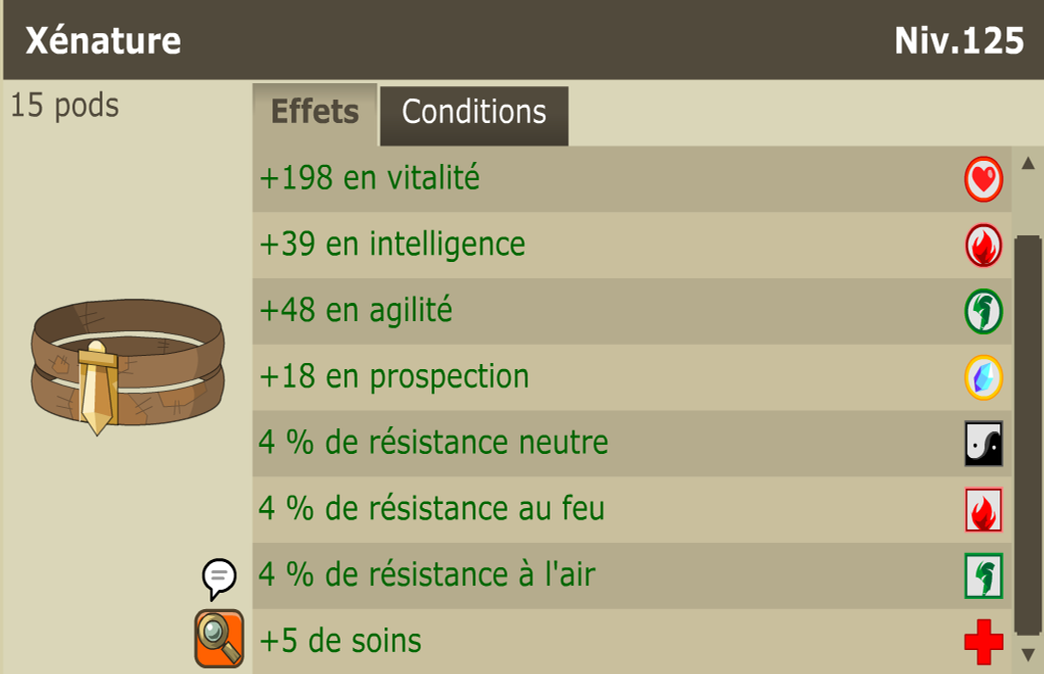 Xénature
Niv.125
15 pods
Effets
Conditions
+198 en vitalité
+39 en intelligence
+48 en agilité
+18 en prospection
4 % de résistance neutre
4 % de résistance au feu
4 % de résistance à l'air
+5 de soins